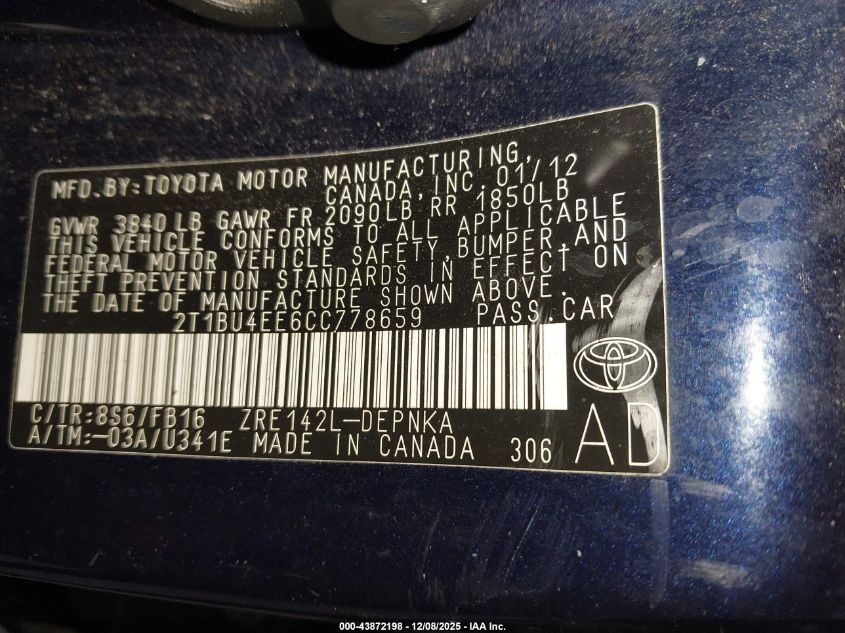 MFD. BY: TOYOTA MOTOR MANUFACTURING,
CANADA, INC. 01/12
GVWR 3840 LB GAWR FR 2090LB RR 1850LB
THIS VEHICLE CONFORMS TO ALL APPLICABLE
FEDERAL MOTOR VEHICLE SAFETY, BUMPER, AND
THEFT PREVENTION STANDARDS IN EFFECT ON
THE DATE OF MANUFACTURE SHOWN ABOVE.
2T1BU4EE6CC778659 PASS.CAR
C/TR:8S6/FB16 ZRE142L-DEPNKA
A/TM:-03A/U341E MADE IN CANADA 306
AD
000-43872198 - 12/08/2025 - IAA Inc.